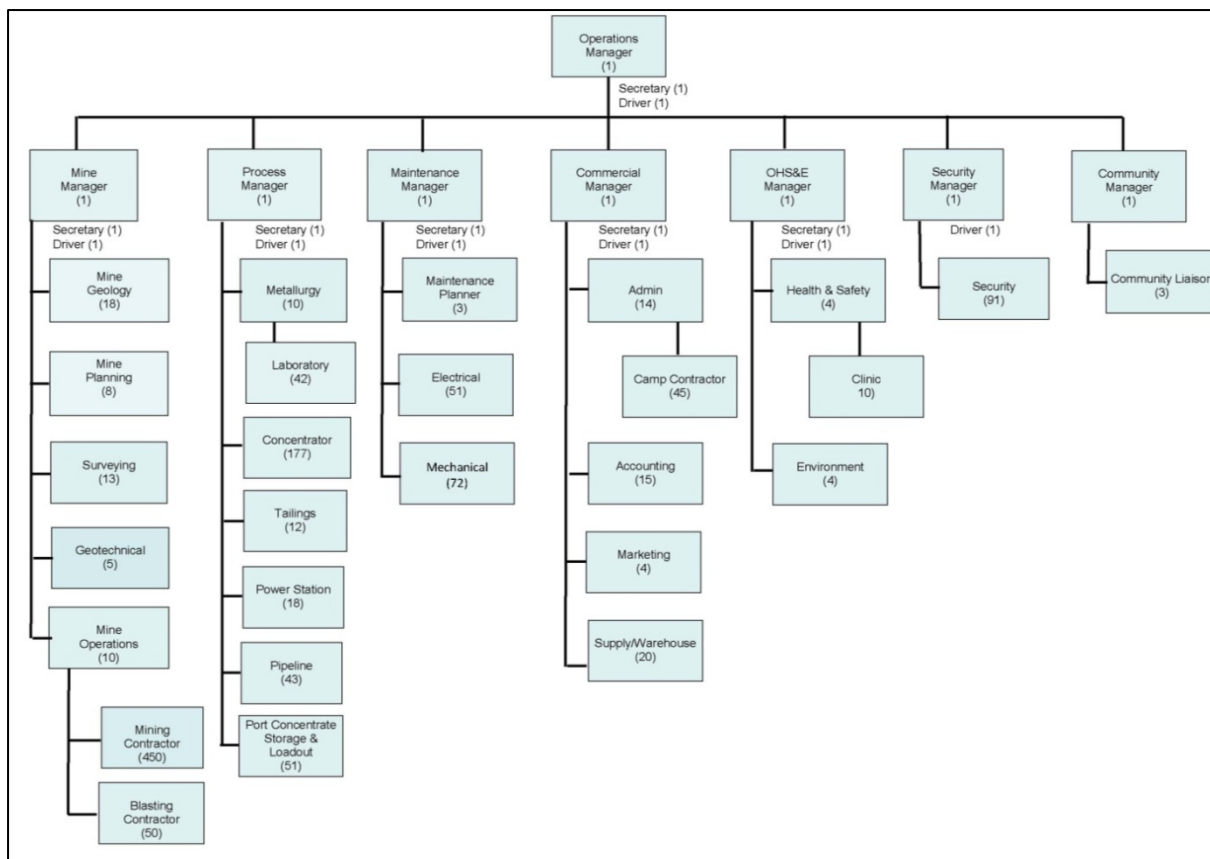 Operations
Manager
(1)
Secretary (1)
Driver (1)
Mine
Manager
(1)
Secretary (1)
Driver (1)
Mine
Geology
(18)
Mine
Planning
(8)
Surveying
(13)
Geotechnical
(5)
Mine
Operations
(10)
Mining
Contractor
(450)
Blasting
Contractor
(50)
Process
Manager
(1)
Secretary (1)
Driver (1)
Metallurgy
(10)
Laboratory
(42)
Concentrator
(177)
Tailings
(12)
Power Station
(18)
Pipeline
(43)
Port Concentrate
Storage &
Loadout
(51)
Maintenance
Manager
(1)
Secretary (1)
Driver (1)
Maintenance
Planner
(3)
Electrical
(51)
Mechanical
(72)
Commercial
Manager
(1)
Secretary (1)
Driver (1)
Admin
(14)
Camp Contractor
(45)
Accounting
(15)
Marketing
(4)
Supply/Warehouse
(20)
OHS&E
Manager
(1)
Secretary (1)
Driver (1)
Health & Safety
(4)
Clinic
10)
Environment
(4)
Security
Manager
(1)
Driver (1)
Security
(91)
Community
Manager
(1)
Community Liaison
(3)